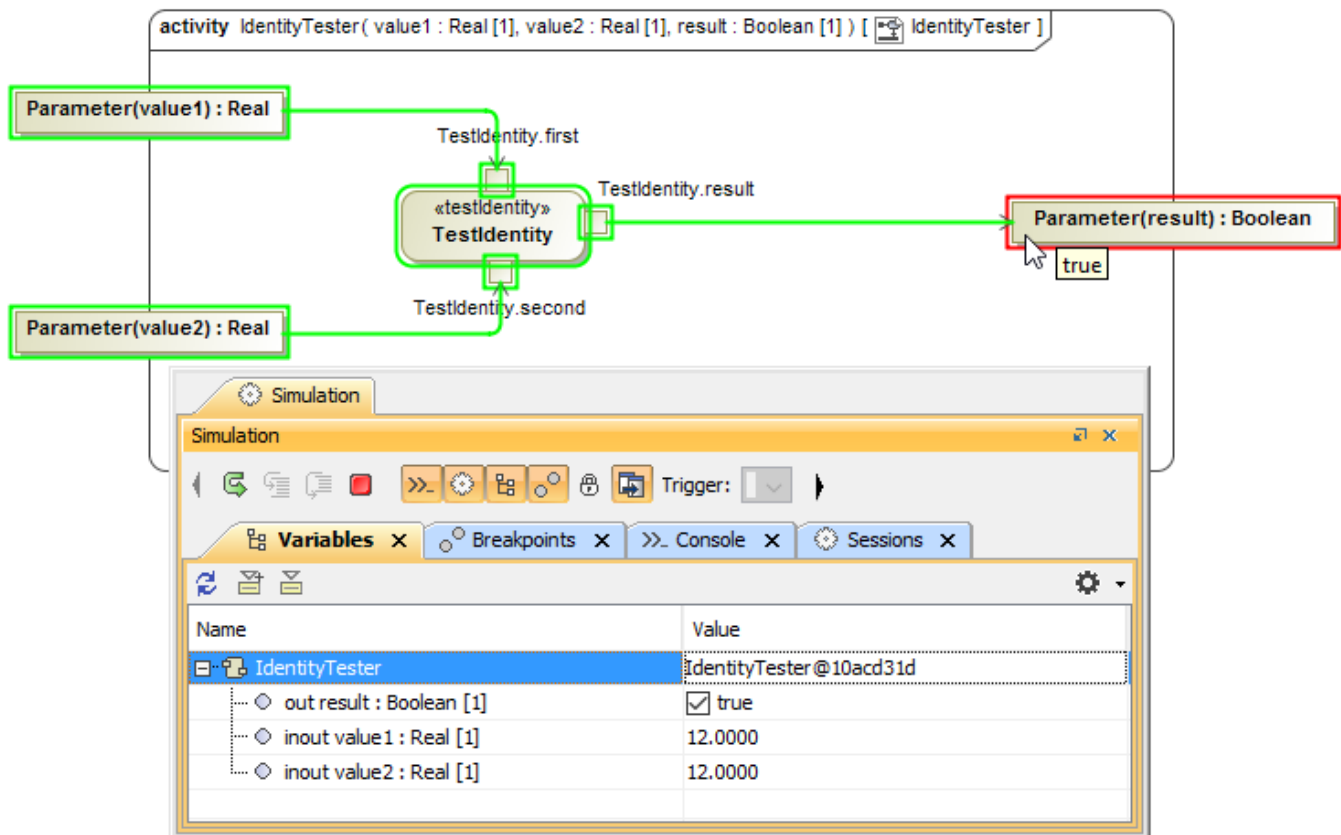 activity IdentityTester( value1 : Real [1], value2 : Real [1], result : Boolean [1] ) [ IdentityTester ]
Parameter(value1) : Real
TestIdentity.first
TestIdentity.result
«testIdentity»
TestIdentity
Parameter(result) : Boolean
true
TestIdentity.second
Parameter(value2) : Real
Simulation
Simulation
Trigger:
Variables
Breakpoints
Console
Sessions
Name Value
IdentityTester IdentityTester@10acd31d
out result : Boolean [1] true
inout value1 : Real [1] 12.0000
inout value2 : Real [1] 12.0000